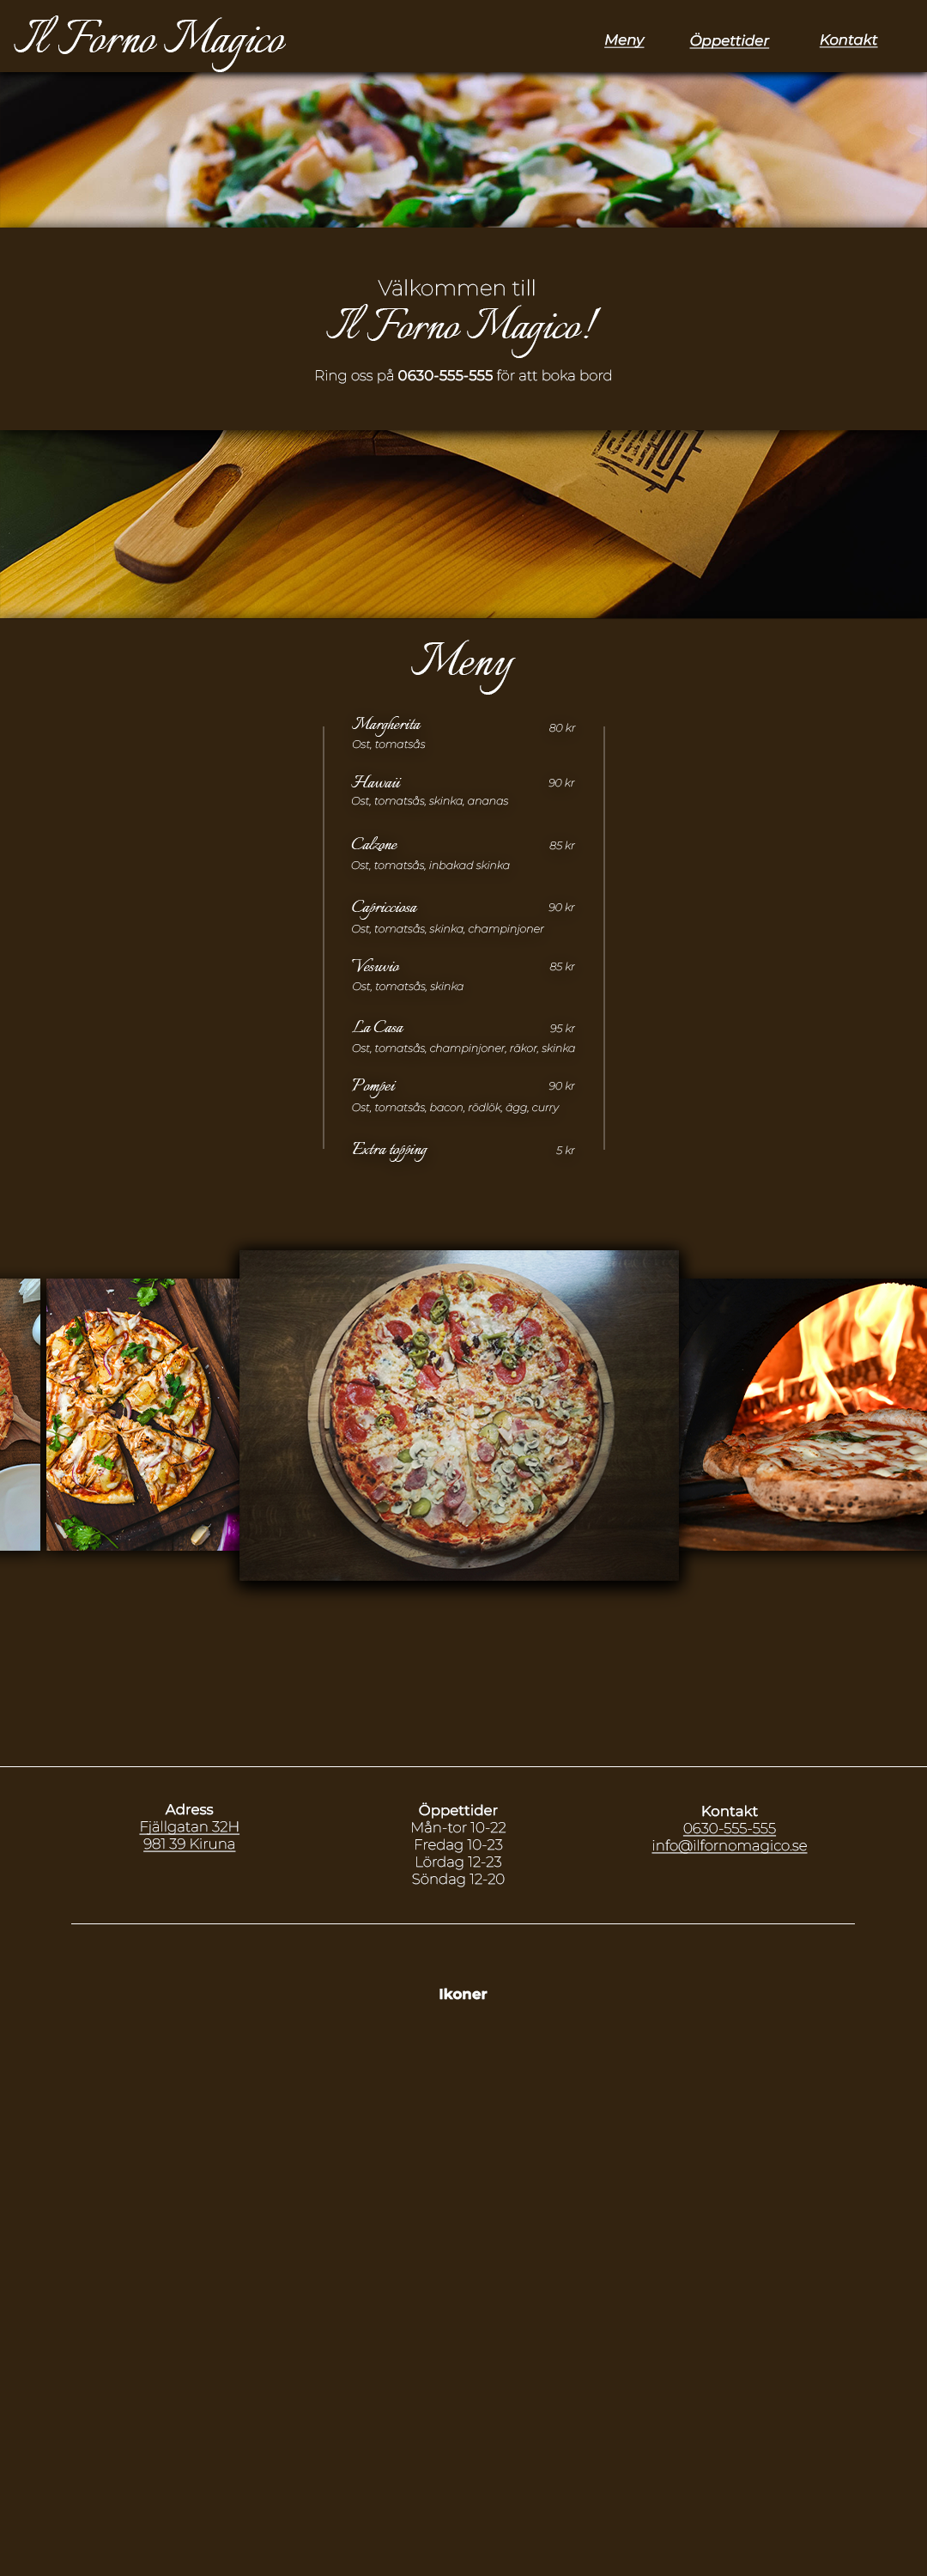 Il Forno Magico
Meny Öppettider Kontakt
Välkommen till
Il Forno Magico!
Ring oss på 0630-555-555 för att boka bord
Meny
Margherita 80 kr
Ost, tomatsås
Hawaii 90 kr
Ost, tomatsås, skinka, ananas
Calzone 85 kr
Ost, tomatsås, inbakad skinka
Capricciosa 90 kr
Ost, tomatsås, skinka, champinjoner
Vesuvio 85 kr
Ost, tomatsås, skinka
La Casa 95 kr
Ost, tomatsås, champinjoner, räkor, skinka
Pompei 90 kr
Ost, tomatsås, bacon, rödlök, ägg, curry
Extra topping 5 kr
Adress
Fjällgatan 32H
981 39 Kiruna
Öppettider
Mån-tor 10-22
Fredag 10-23
Lördag 12-23
Söndag 12-20
Kontakt
0630-555-555
info@ilfornomagico.se
Ikoner